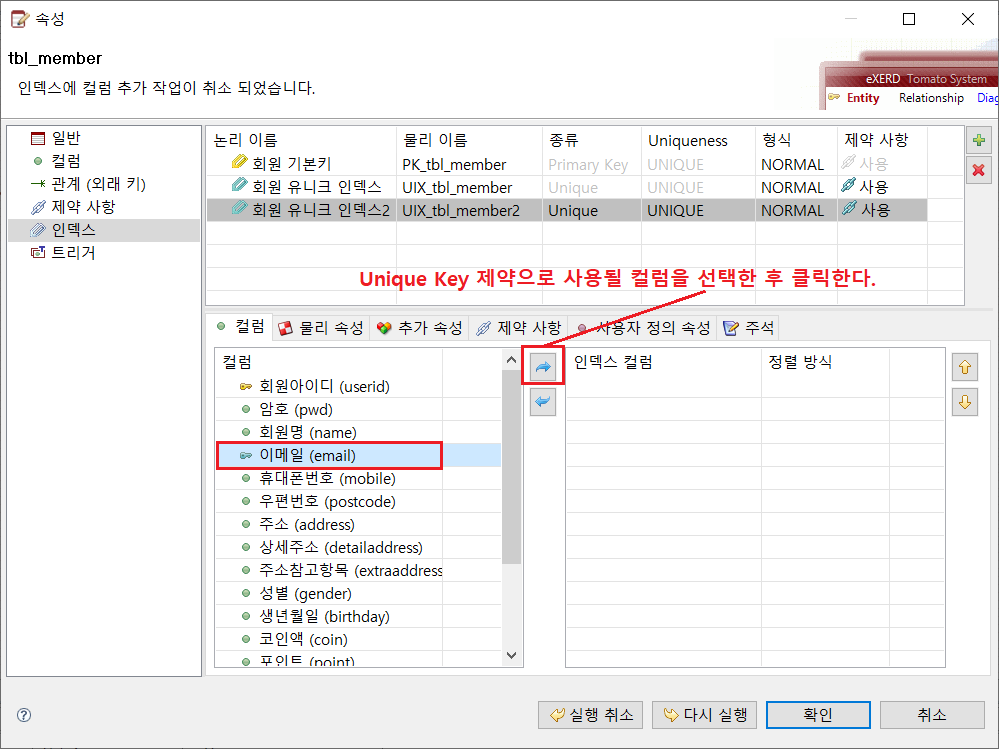 속성
tbl_member
인덱스에 컬럼 추가 작업이 취소 되었습니다.
eXERD Tomato System
Entity Relationship Diag
일반
컬럼
관계 (외래 키)
제약 사항
인덱스
트리거
논리 이름 물리 이름 종류 Uniqueness 형식 제약 사항
회원 기본키 PK_tbl_member Primary Key UNIQUE NORMAL 사용
회원 유니크 인덱스 UIX_tbl_member Unique UNIQUE NORMAL 사용
회원 유니크 인덱스2 UIX_tbl_member2 Unique UNIQUE NORMAL 사용
Unique Key 제약으로 사용될 컬럼을 선택한 후 클릭한다.
컬럼 물리 속성 추가 속성 제약 사항 사용자 정의 속성 주석
컬럼 인덱스 컬럼 정렬 방식
회원아이디 (userid)
암호 (pwd)
회원명 (name)
이메일 (email)
휴대폰번호 (mobile)
우편번호 (postcode)
주소 (address)
상세주소 (detailaddress)
주소참고항목 (extraaddress
성별 (gender)
생년월일 (birthday)
코인액 (coin)
포인트 (point)
실행 취소 다시 실행 확인 취소